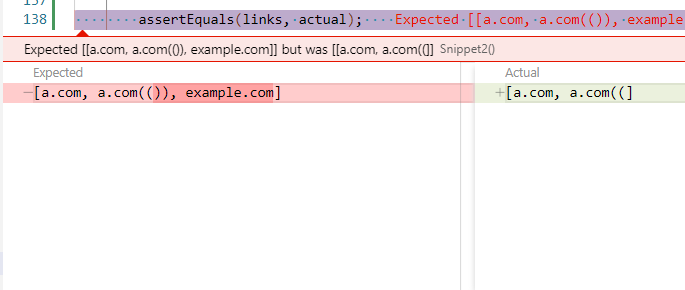 137
138 assertEquals(links, actual); Expected [[a.com, a.com(()), example
Expected [[a.com, a.com(()), example.com]] but was [[a.com, a.com((]] Snippet2()
Expected
Actual
−[a.com, a.com(()), example.com]
+[a.com, a.com((]